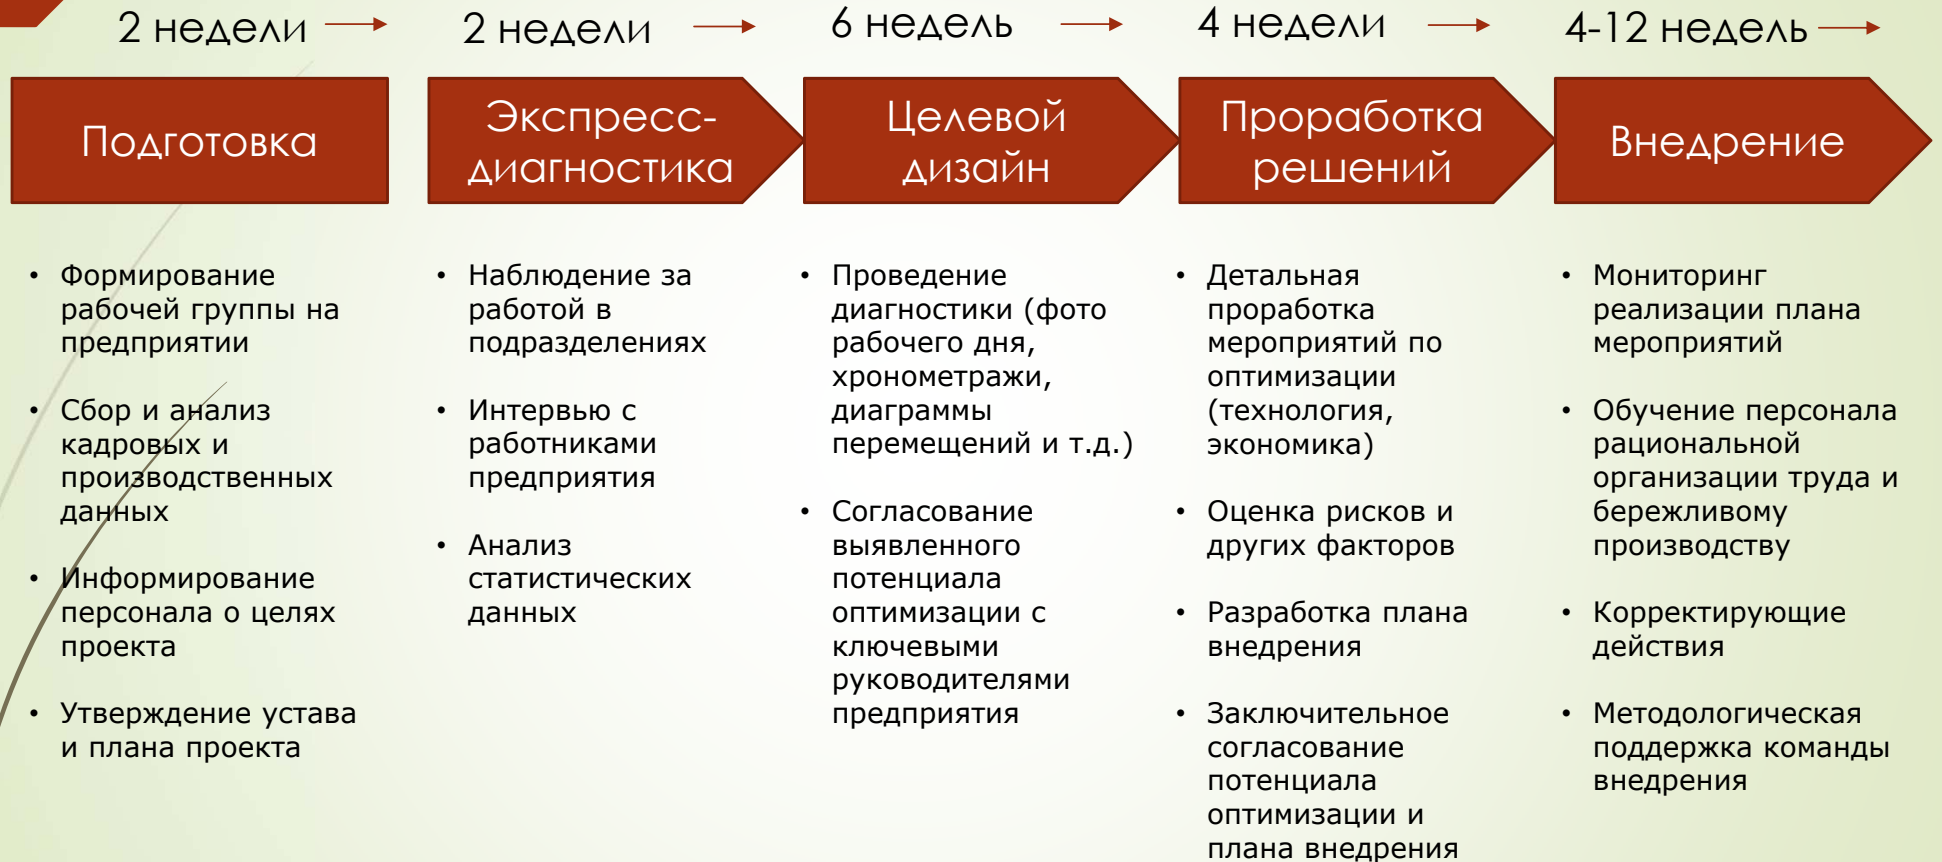 2 недели
2 недели
6 недель
4 недели
4-12 недель
Подготовка
Экспресс-
диагностика
Целевой
дизайн
Проработка
решений
Внедрение
• Формирование
рабочей группы на
предприятии
• Сбор и анализ
кадровых и
производственных
данных
• Информирование
персонала о целях
проекта
• Утверждение устава
и плана проекта
• Наблюдение за
работой в
подразделениях
• Интервью с
работниками
предприятия
• Анализ
статистических
данных
• Проведение
диагностики (фото
рабочего дня,
хронометражи,
диаграммы
перемещений и т.д.)
• Согласование
выявленного
потенциала
оптимизации с
ключевыми
руководителями
предприятия
• Детальная
проработка
мероприятий по
оптимизации
(технология,
экономика)
• Оценка рисков и
других факторов
• Разработка плана
внедрения
• Заключительное
согласование
потенциала
оптимизации и
плана внедрения
• Мониторинг
реализации плана
мероприятий
• Обучение персонала
рациональной
организации труда и
бережливому
производству
• Корректирующие
действия
• Методологическая
поддержка команды
внедрения